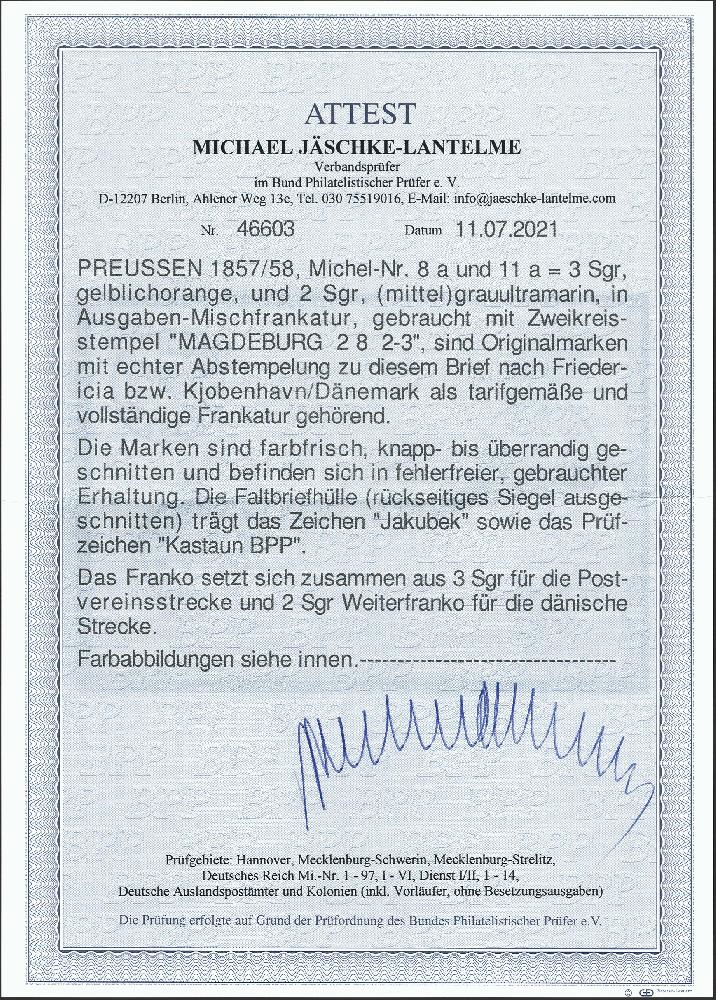 ATTEST
MICHAEL JÄSCHKE-LANTELME
Verbandsprüfer
im Bund Philatelistischer Prüfer e. V.
D-12207 Berlin, Ahlener Weg 13c, Tel. 030 75519016, E-Mail: info@jaeschke-lantelme.com
Nr. 46603 Datum 11.07.2021
PREUSSEN 1857/58, Michel-Nr. 8 a und 11 a = 3 Sgr,
gelblichorange, und 2 Sgr, (mittel)grauultramarin, in
Ausgaben-Mischfrankatur, gebraucht mit Zweikreis-
stempel "MAGDEBURG 2 8 2-3", sind Originalmarken
mit echter Abstempelung zu diesem Brief nach Frieder-
icia bzw. Kjobenhavn/Dänemark als tarifgemäße und
vollständige Frankatur gehörend.
Die Marken sind farbfrisch, knapp- bis überrandig ge-
schnitten und befinden sich in fehlerfreier, gebrauchter
Erhaltung. Die Faltbriefhülle (rückseitiges Siegel ausge-
schnitten) trägt das Zeichen "Jakubek" sowie das Prüf-
zeichen "Kastaun BPP".
Das Franko setzt sich zusammen aus 3 Sgr für die Post-
vereinsstrecke und 2 Sgr Weiterfranko für die dänische
Strecke.
Farbabbildungen siehe innen.--------------------------------
Prüfgebiete: Hannover, Mecklenburg-Schwerin, Mecklenburg-Strelitz,
Deutsches Reich Mi.-Nr. 1 - 97, I - VI, Dienst I/II, 1 - 14,
Deutsche Auslandspostämter und Kolonien (inkl. Vorläufer, ohne Besetzungsausgaben)
Die Prüfung erfolgte auf Grund der Prüfordnung des Bundes Philatelistischer Prüfer e.V.